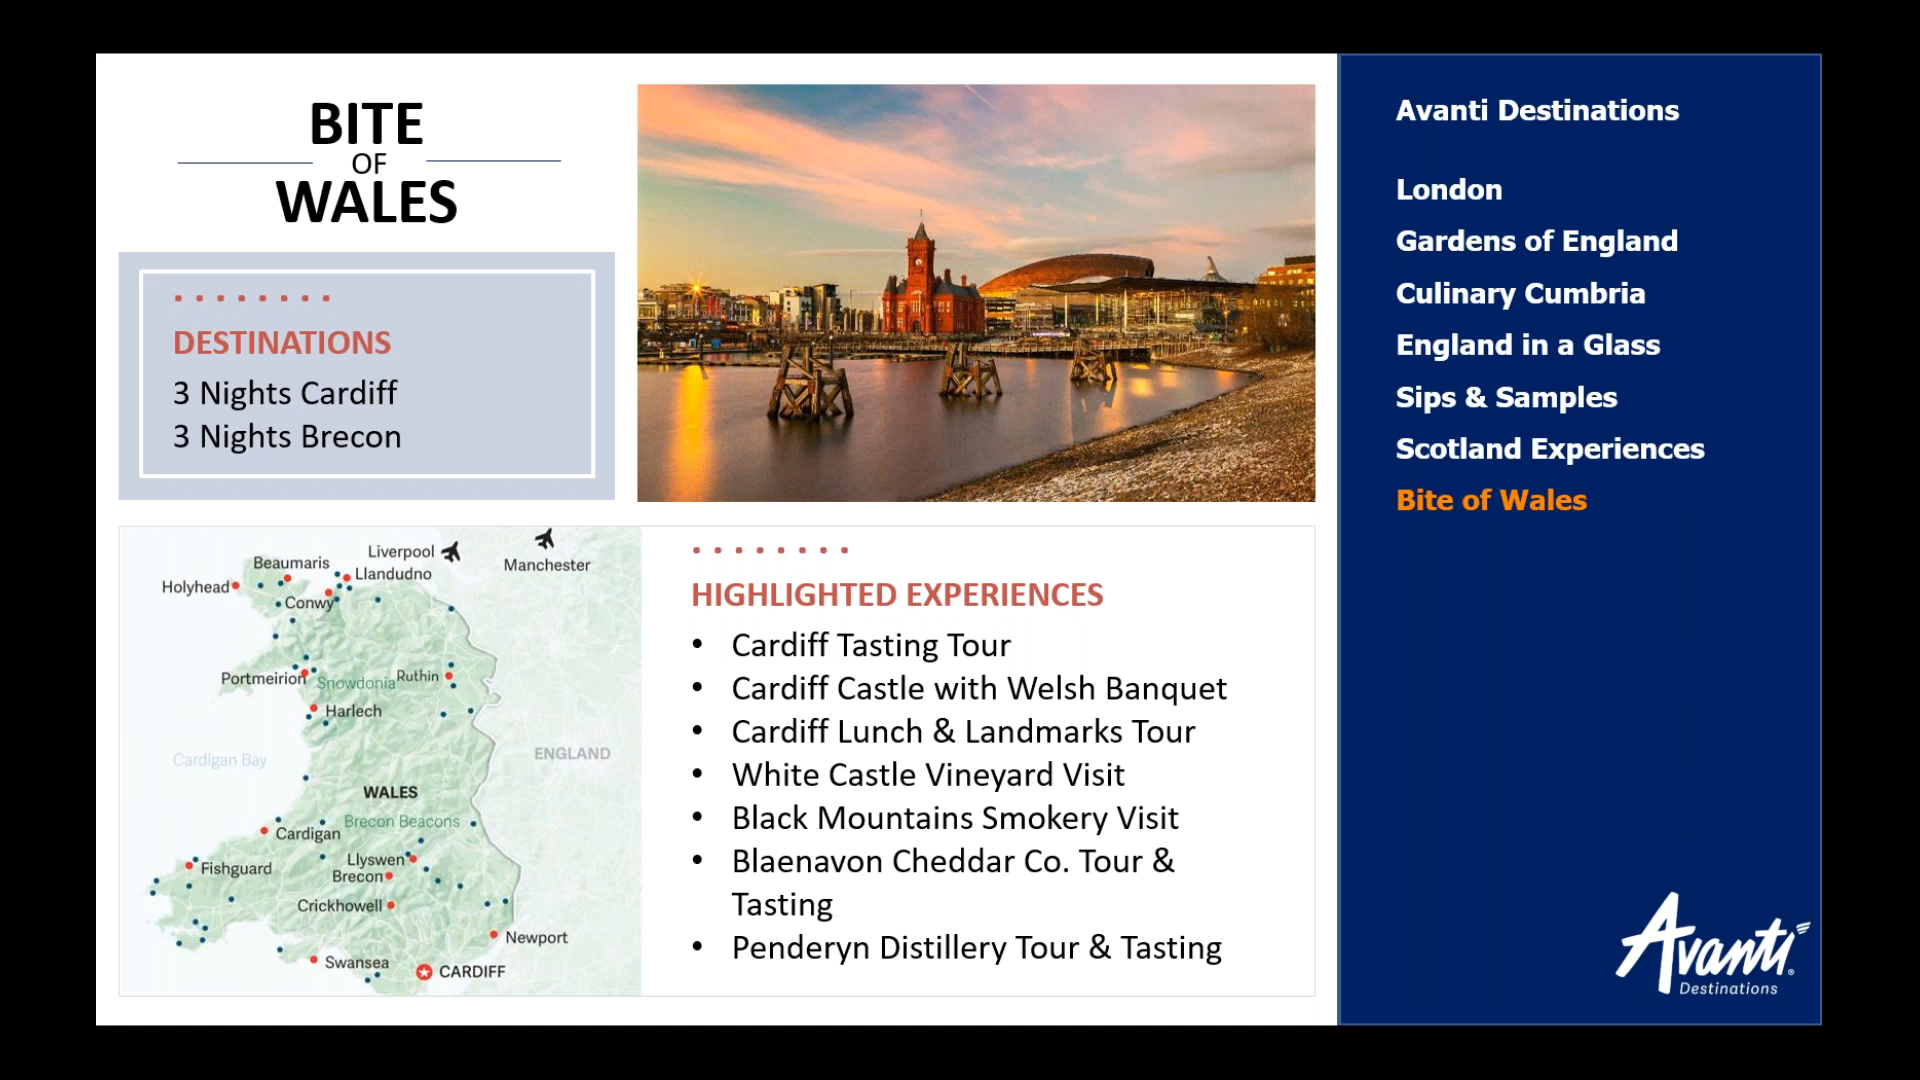 BITE
OF
WALES
DESTINATIONS
3 Nights Cardiff
3 Nights Brecon
Liverpool
Manchester
Beaumaris
Llandudno
Holyhead
Conwy
Portmeirion
Snowdonia
Ruthin
Harlech
Cardigan Bay
ENGLAND
WALES
Brecon Beacons
Cardigan
Llyswen
Fishguard
Brecon
Crickhowell
Newport
Swansea
CARDIFF
HIGHLIGHTED EXPERIENCES
• Cardiff Tasting Tour
• Cardiff Castle with Welsh Banquet
• Cardiff Lunch & Landmarks Tour
• White Castle Vineyard Visit
• Black Mountains Smokery Visit
• Blaenavon Cheddar Co. Tour &
Tasting
• Penderyn Distillery Tour & Tasting
Avanti Destinations
London
Gardens of England
Culinary Cumbria
England in a Glass
Sips & Samples
Scotland Experiences
Bite of Wales
Avanti®
Destinations